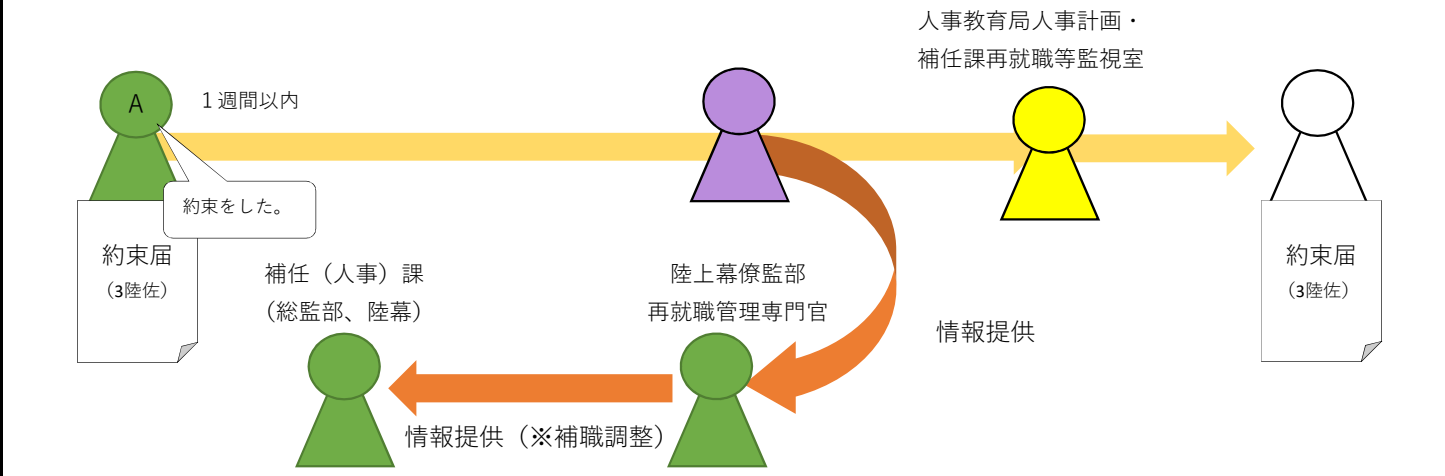 人事教育局人事計画・
補任課再就職等監視室
A
１週間以内
約束をした。
約束届
（3陸佐）
補任（人事）課
（総監部、陸幕）
陸上幕僚監部
再就職管理専門官
約束届
（3陸佐）
情報提供
情報提供（※補職調整）